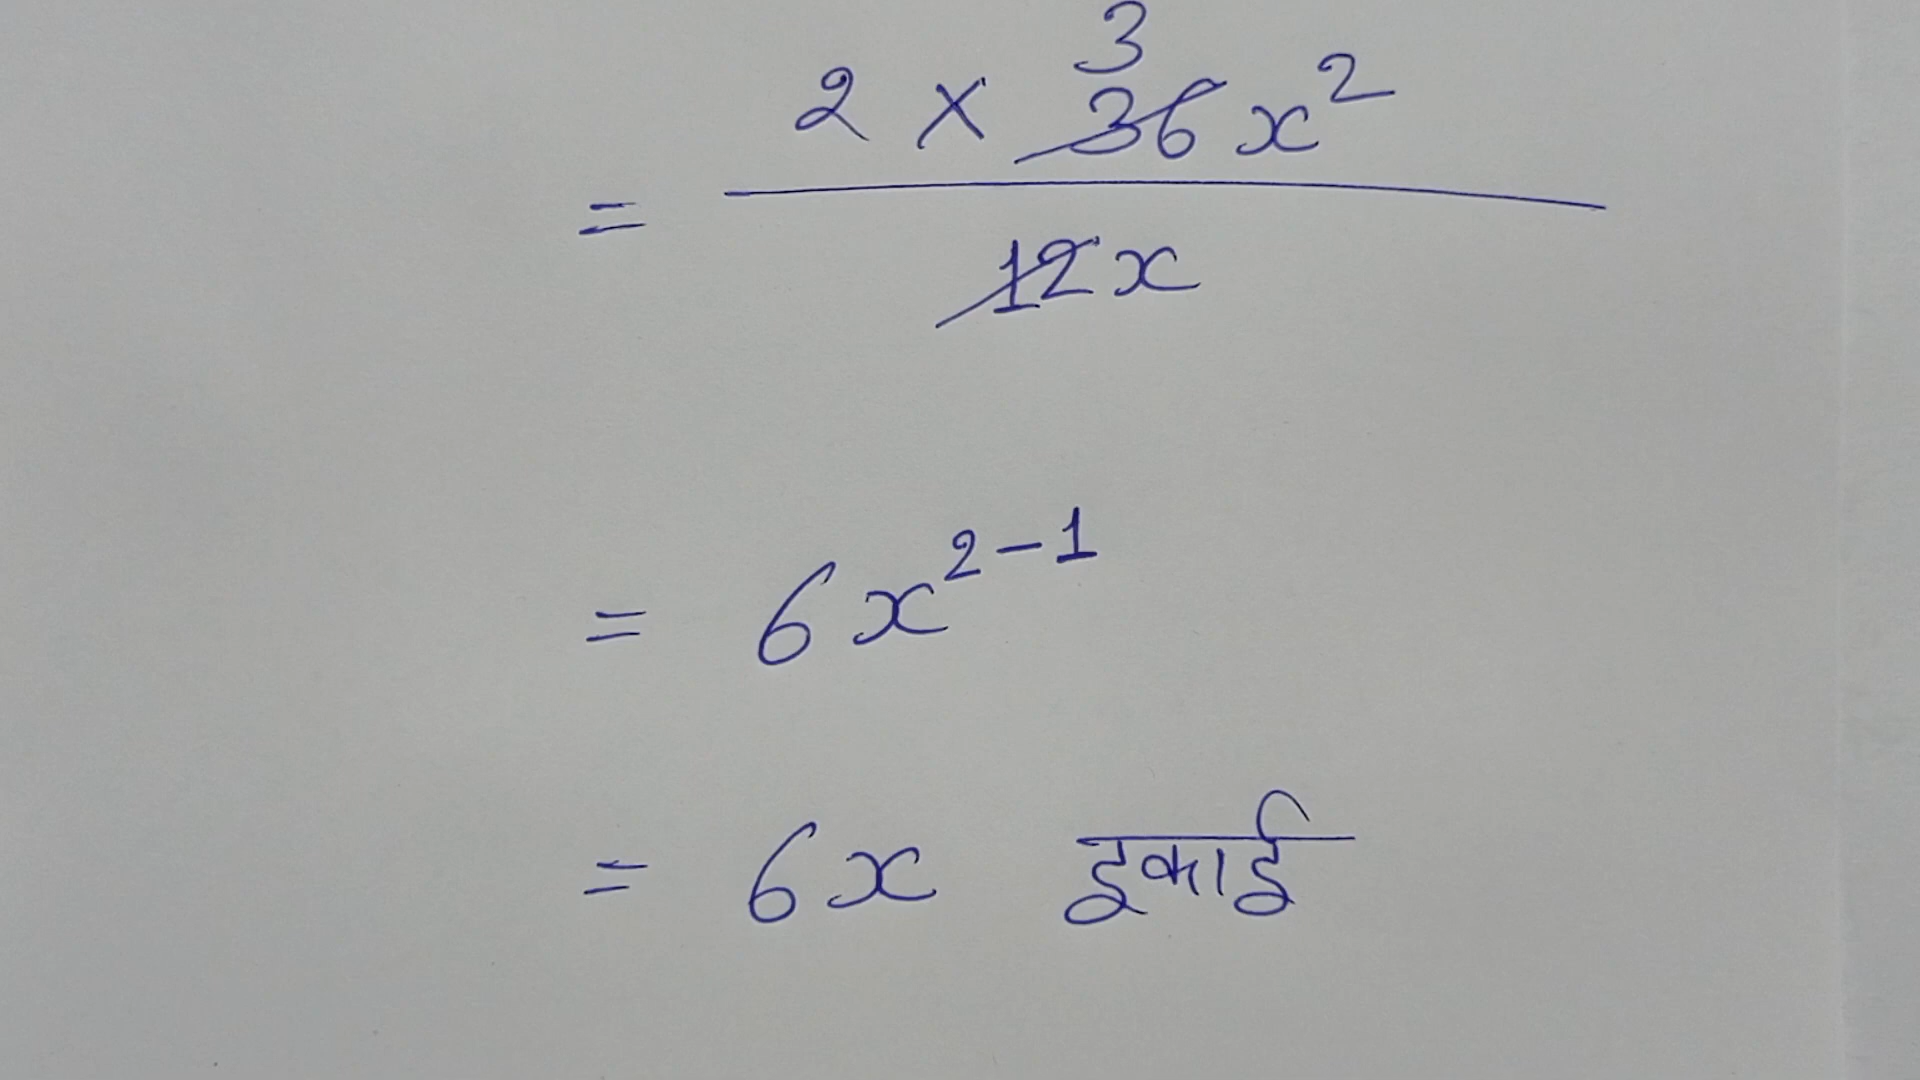 3
= 2 × 36x²
12x
= 6x²⁻¹
= 6x इकाई